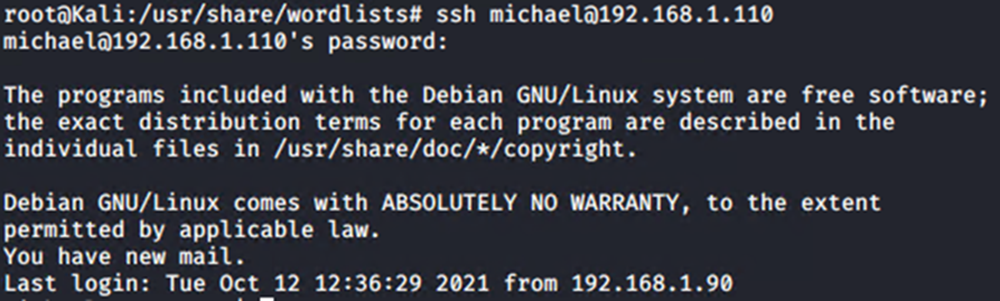 root@Kali:/usr/share/wordlists# ssh michael@192.168.1.110
michael@192.168.1.110's password:
The programs included with the Debian GNU/Linux system are free software;
the exact distribution terms for each program are described in the
individual files in /usr/share/doc/*/copyright.
Debian GNU/Linux comes with ABSOLUTELY NO WARRANTY, to the extent
permitted by applicable law.
You have new mail.
Last login: Tue Oct 12 12:36:29 2021 from 192.168.1.90